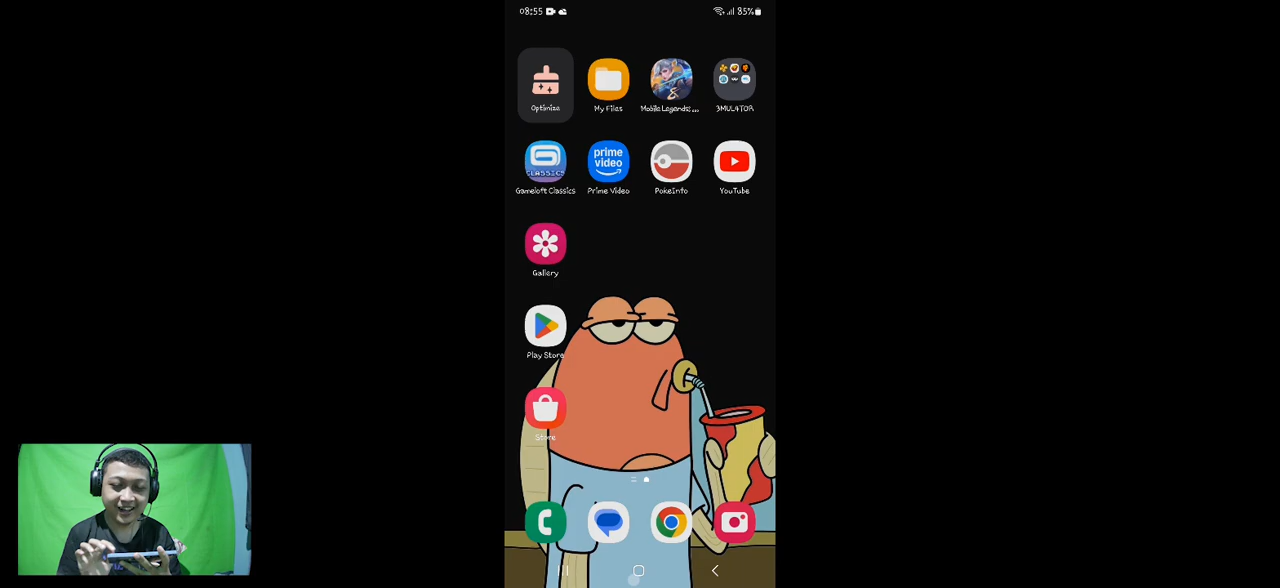 08:55
85%
Optimize
My Files
Mobile Legends: ...
3MUL4TOR
CLASSICS
prime video
Gameloft Classics
Prime Video
PokeInfo
YouTube
Gallery
Play Store
Store